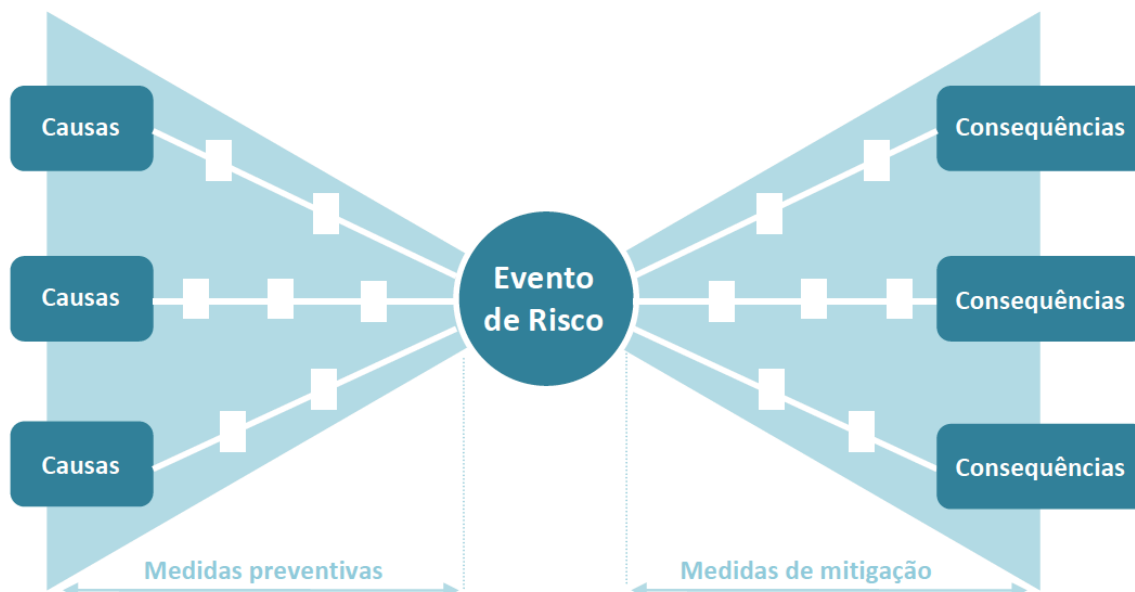 Causas
Consequências
Evento
de Risco
Causas
Consequências
Causas
Consequências
Medidas preventivas
Medidas de mitigação